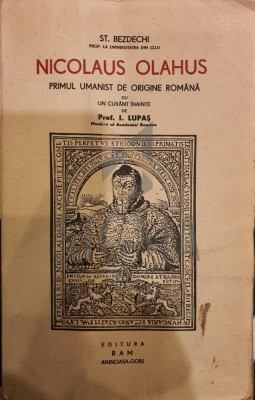 ST. BEZDECHI
PROF. LA UNIVERSITATEA DIN CLUJ
NICOLAUS OLAHUS
PRIMUL UMANIST DE ORIGINE ROMÂNĂ
CU
UN CUVÂNT ÎNAINTE
DE
Prof. I. LUPAȘ
Membru al Academiei Române
EDITURA
RAM
ANINOASA-GORJ